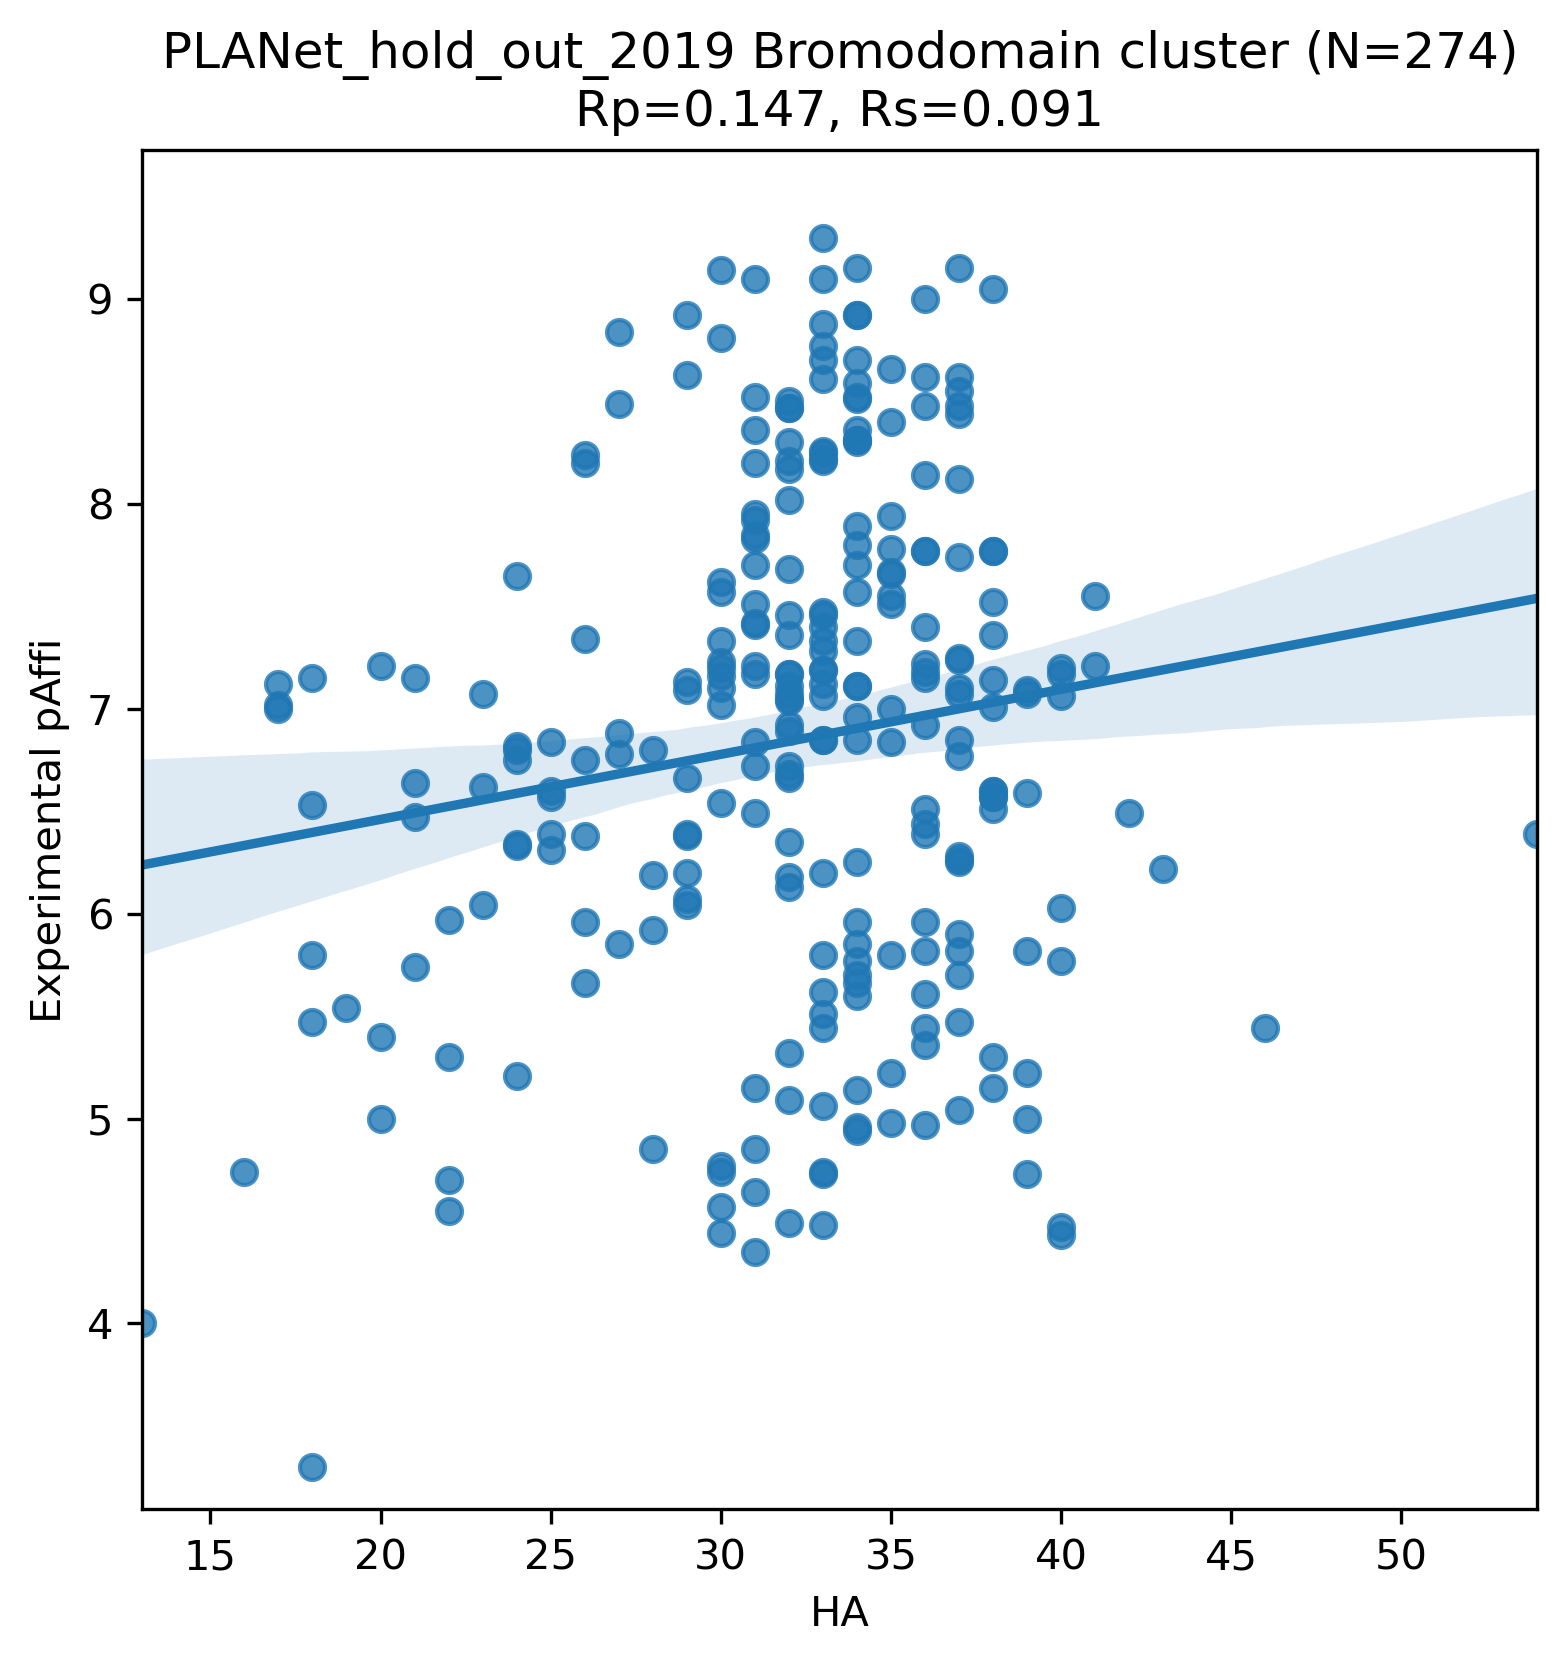 PLANet_hold_out_2019 Bromodomain cluster (N=274)
Rp=0.147, Rs=0.091
9
8
7
6
5
4
Experimental pAffi
15 20 25 30 35 40 45 50
HA